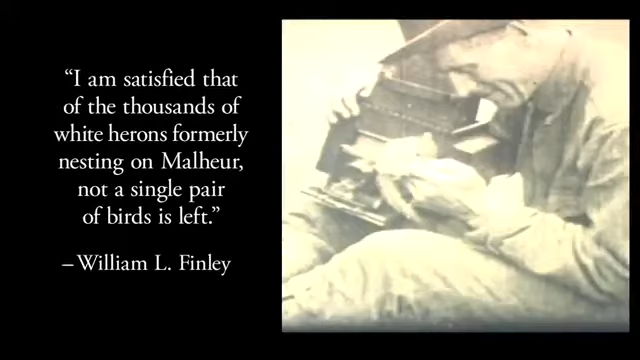 “I am satisfied that
of the thousands of
white herons formerly
nesting on Malheur,
not a single pair
of birds is left.”
– William L. Finley